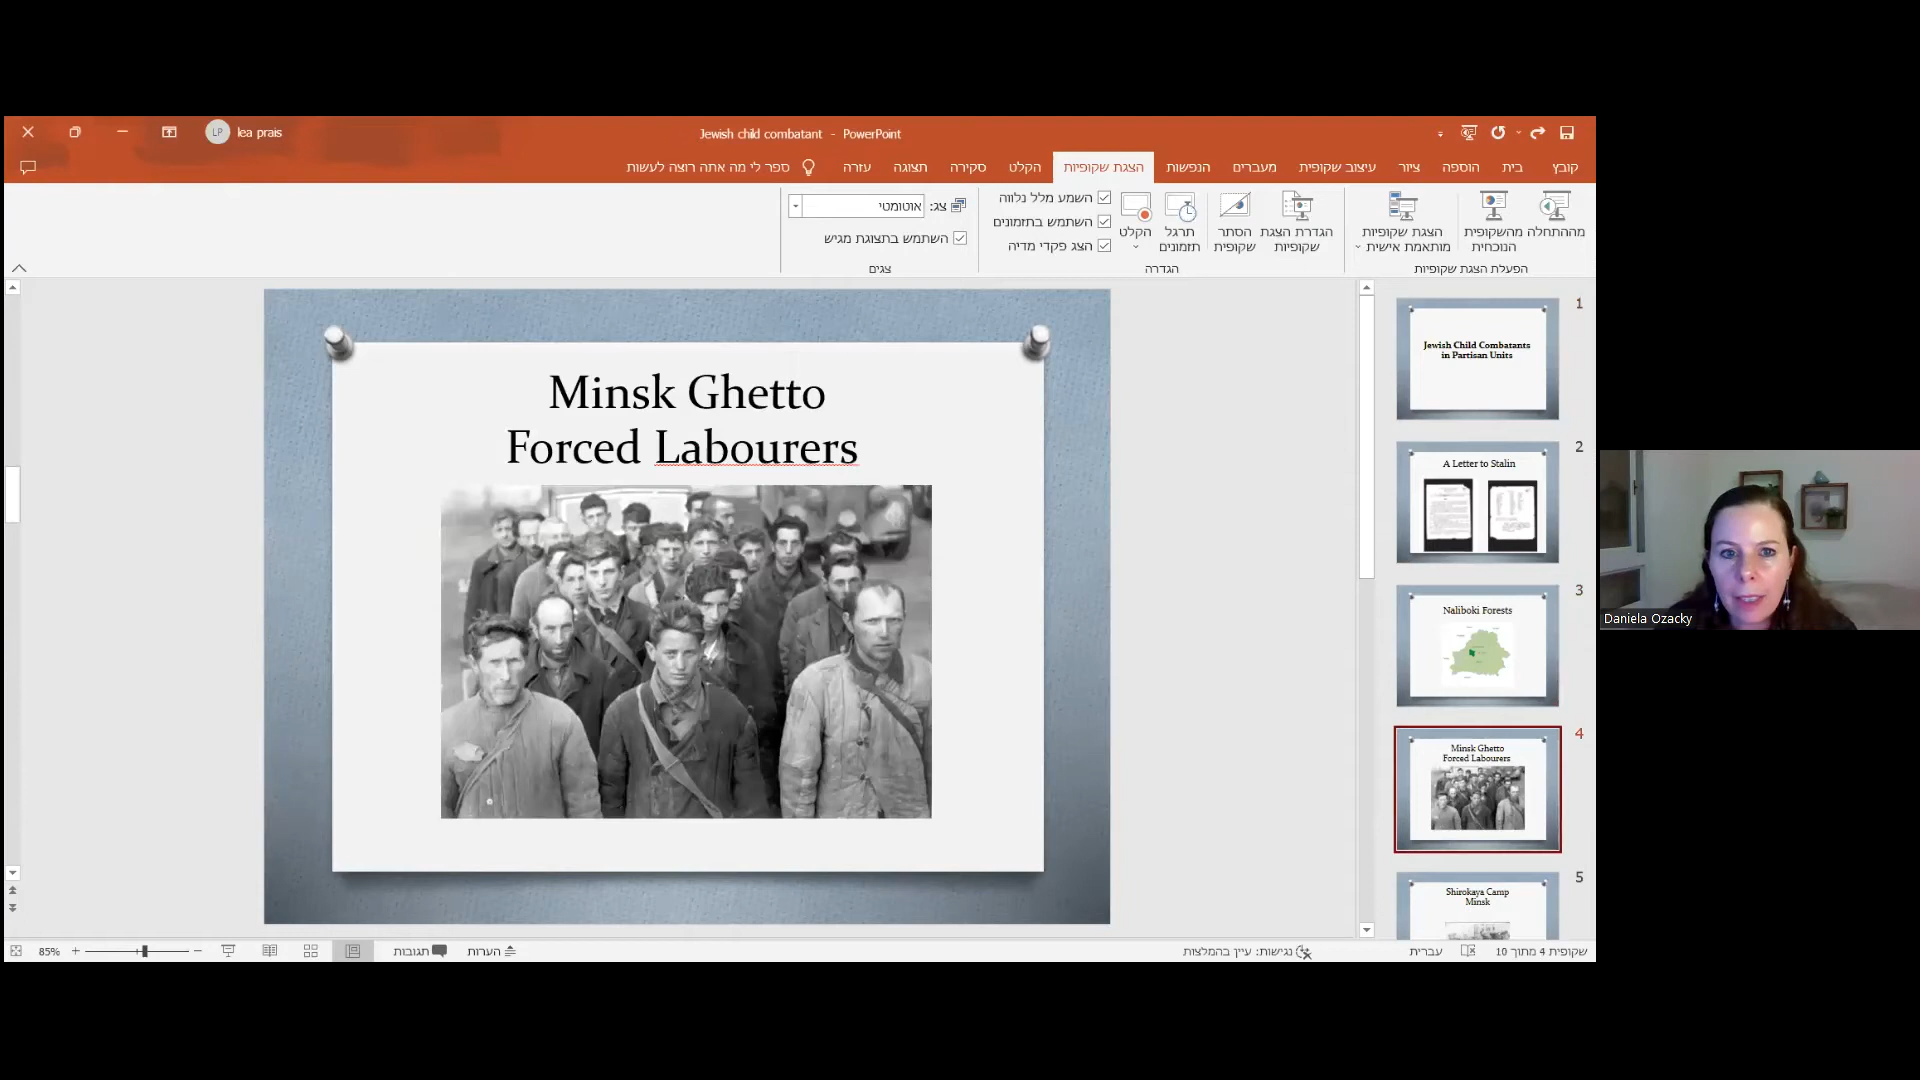 lea prais
LP
Jewish child combatant - PowerPoint
קובץ
בית
הוספה
ציור
עיצוב שקופיות
מעברים
הנפשות
הצגת שקופיות
הקלט
סקירה
תצוגה
עזרה
ספר לי מה אתה רוצה לעשות
מההתחלה
מהשקופית
הנוכחית
הצגת שקופיות
מותאמת אישית
הפעלת הצגת שקופיות
הגדרת הצגת
שקופיות
הסתר
שקופית
תרגל
תזמונים
הקלט
השמע מלל נלווה
השתמש בתזמונים
הצג פקדי מדיה
הגדרה
צג:
אוטומטי
השתמש בתצוגת מגיש
צגים
Minsk Ghetto
Forced Labourers
1
Jewish Child Combatants
in Partisan Units
2
A Letter to Stalin
3
Naliboki Forests
4
Minsk Ghetto
Forced Labourers
5
Shirokaya Camp
Minsk
Daniela Ozacky
שקופית 4 מתוך 10
עברית
נגישות: עיין בהמלצות
הערות
תגובות
85%